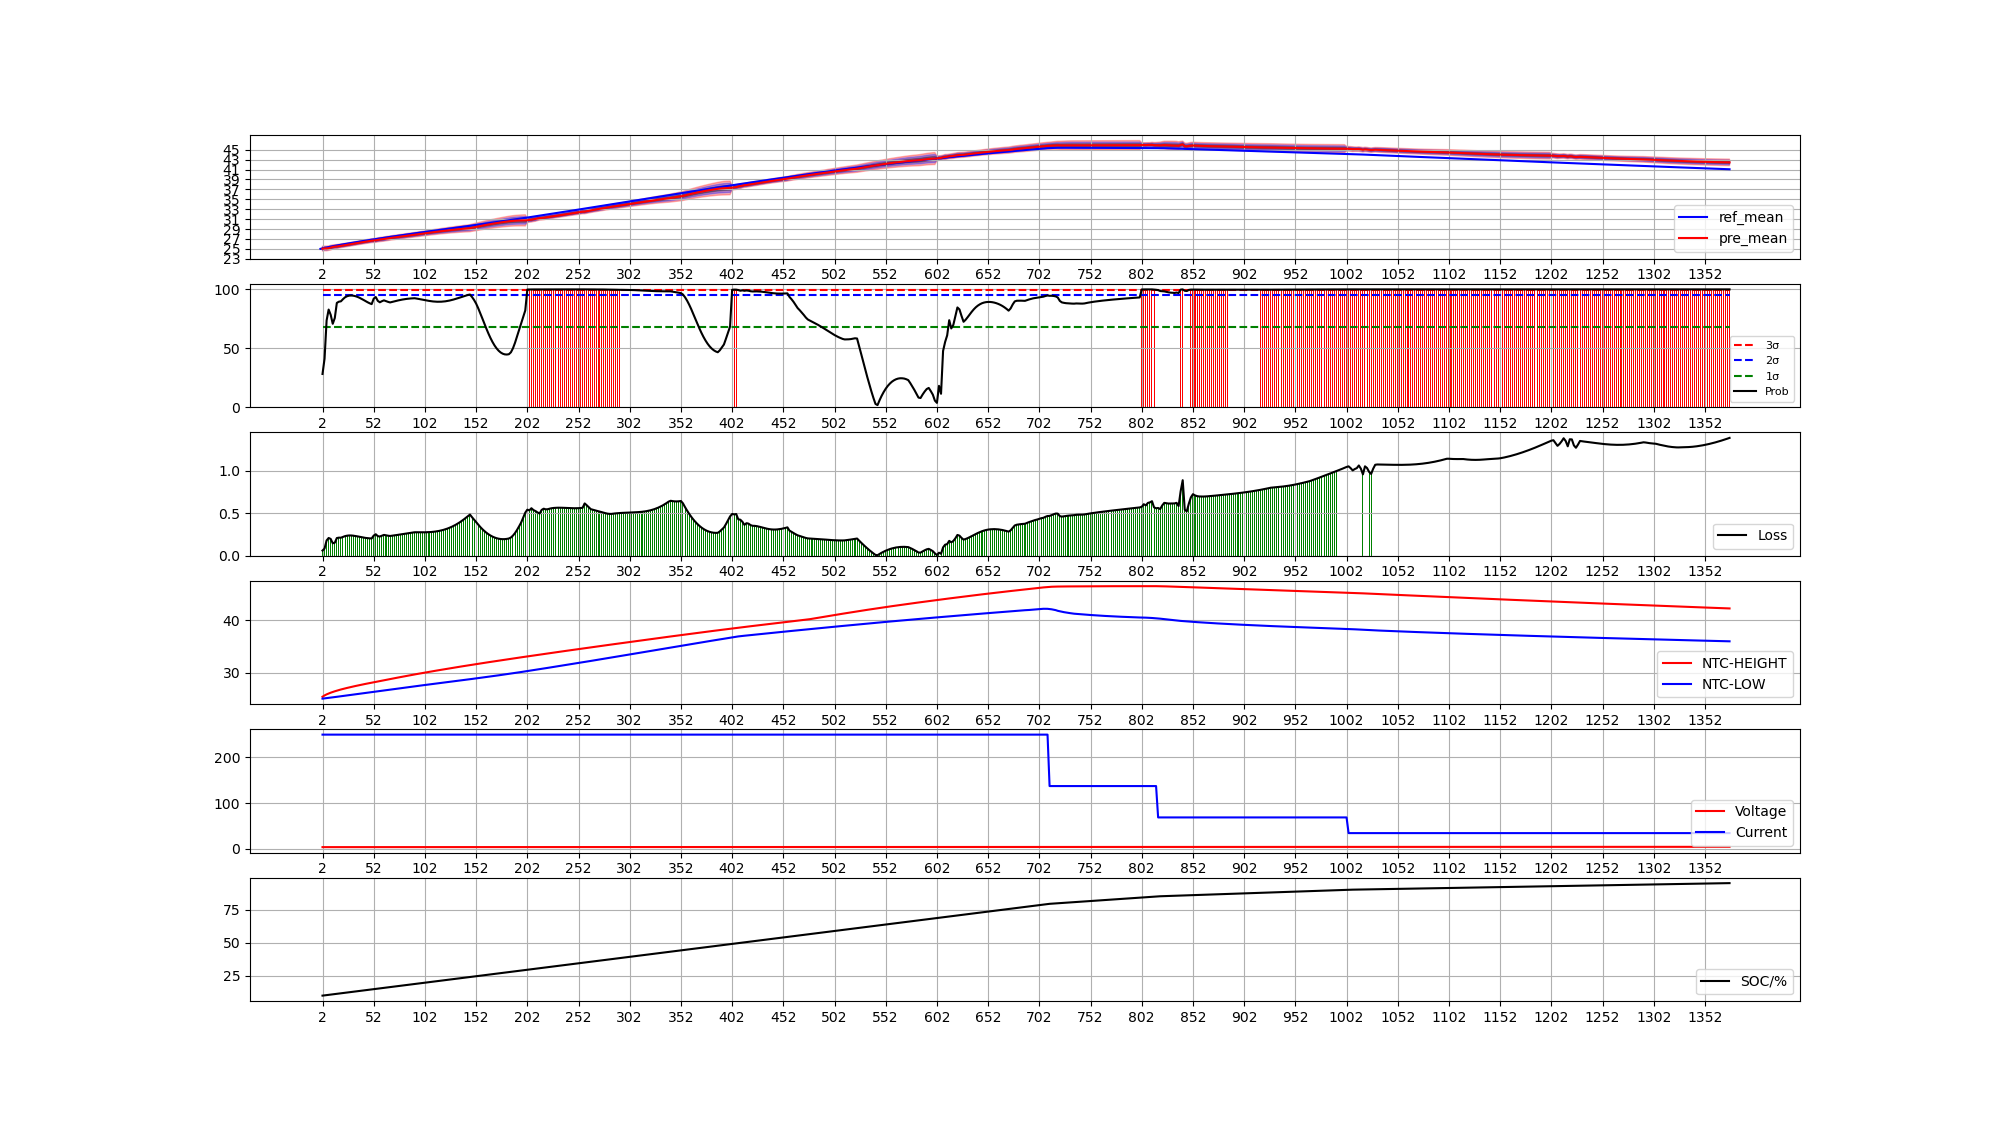 45
43
41
39
37
35
33
31
29
27
25
23
ref_mean
pre_mean
2 52 102 152 202 252 302 352 402 452 502 552 602 652 702 752 802 852 902 952 1002 1052 1102 1152 1202 1252 1302 1352
100
50
0
3σ
2σ
1σ
Prob
2 52 102 152 202 252 302 352 402 452 502 552 602 652 702 752 802 852 902 952 1002 1052 1102 1152 1202 1252 1302 1352
1.0
0.5
0.0
Loss
2 52 102 152 202 252 302 352 402 452 502 552 602 652 702 752 802 852 902 952 1002 1052 1102 1152 1202 1252 1302 1352
40
30
NTC-HEIGHT
NTC-LOW
2 52 102 152 202 252 302 352 402 452 502 552 602 652 702 752 802 852 902 952 1002 1052 1102 1152 1202 1252 1302 1352
200
100
0
Voltage
Current
2 52 102 152 202 252 302 352 402 452 502 552 602 652 702 752 802 852 902 952 1002 1052 1102 1152 1202 1252 1302 1352
75
50
25
SOC/%
2 52 102 152 202 252 302 352 402 452 502 552 602 652 702 752 802 852 902 952 1002 1052 1102 1152 1202 1252 1302 1352